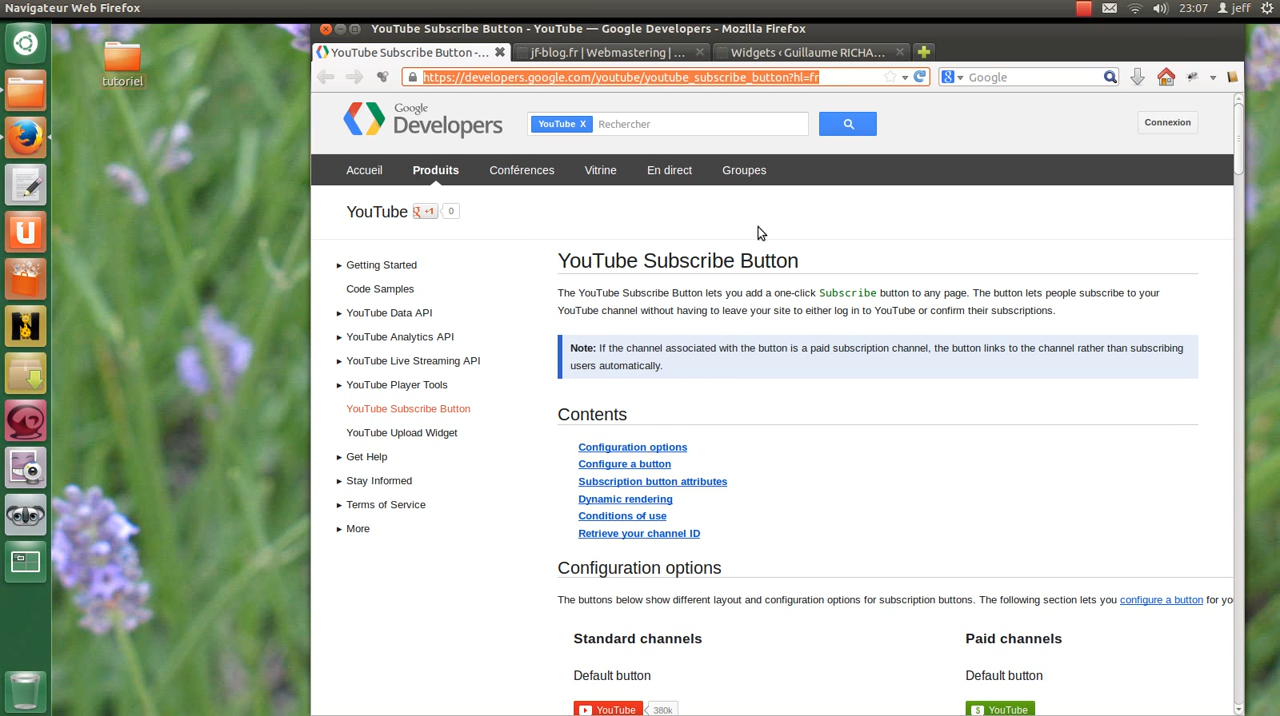 Navigateur Web Firefox
23:07
jeff
tutoriel
YouTube Subscribe Button - YouTube — Google Developers - Mozilla Firefox
YouTube Subscribe Button -...
jf-blog.fr | Webmastering | ...
Widgets ‹ Guillaume RICHA...
https://developers.google.com/youtube/youtube_subscribe_button?hl=fr
Google
Google
Developers
YouTube X
Rechercher
Connexion
Accueil
Produits
Conférences
Vitrine
En direct
Groupes
YouTube
+1
0
Getting Started
Code Samples
YouTube Data API
YouTube Analytics API
YouTube Live Streaming API
YouTube Player Tools
YouTube Subscribe Button
YouTube Upload Widget
Get Help
Stay Informed
Terms of Service
More
YouTube Subscribe Button
The YouTube Subscribe Button lets you add a one-click Subscribe button to any page. The button lets people subscribe to your
YouTube channel without having to leave your site to either log in to YouTube or confirm their subscriptions.
Note: If the channel associated with the button is a paid subscription channel, the button links to the channel rather than subscribing
users automatically.
Contents
Configuration options
Configure a button
Subscription button attributes
Dynamic rendering
Conditions of use
Retrieve your channel ID
Configuration options
The buttons below show different layout and configuration options for subscription buttons. The following section lets you configure a button for yo
Standard channels
Paid channels
Default button
Default button
YouTube
380k
$ YouTube